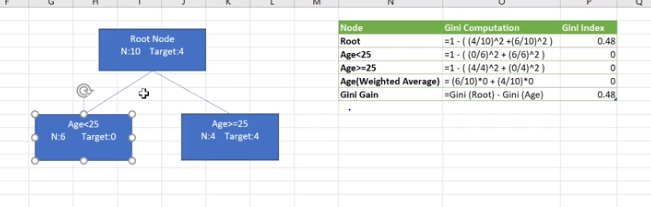 F G H I J K L M N O P Q
Root Node
N:10 Target:4
Age<25
N:6 Target:0
Age>=25
N:4 Target:4
Node Gini Computation Gini Index
Root =1 - ( (4/10)^2 +(6/10)^2 ) 0.48
Age<25 =1 - ( (0/6)^2 + (6/6)^2 ) 0
Age>=25 =1 - ( (4/4)^2 + (0/4)^2 ) 0
Age(Weighted Average) = (6/10)*0 + (4/10)*0 0
Gini Gain =Gini (Root) - Gini (Age) 0.48